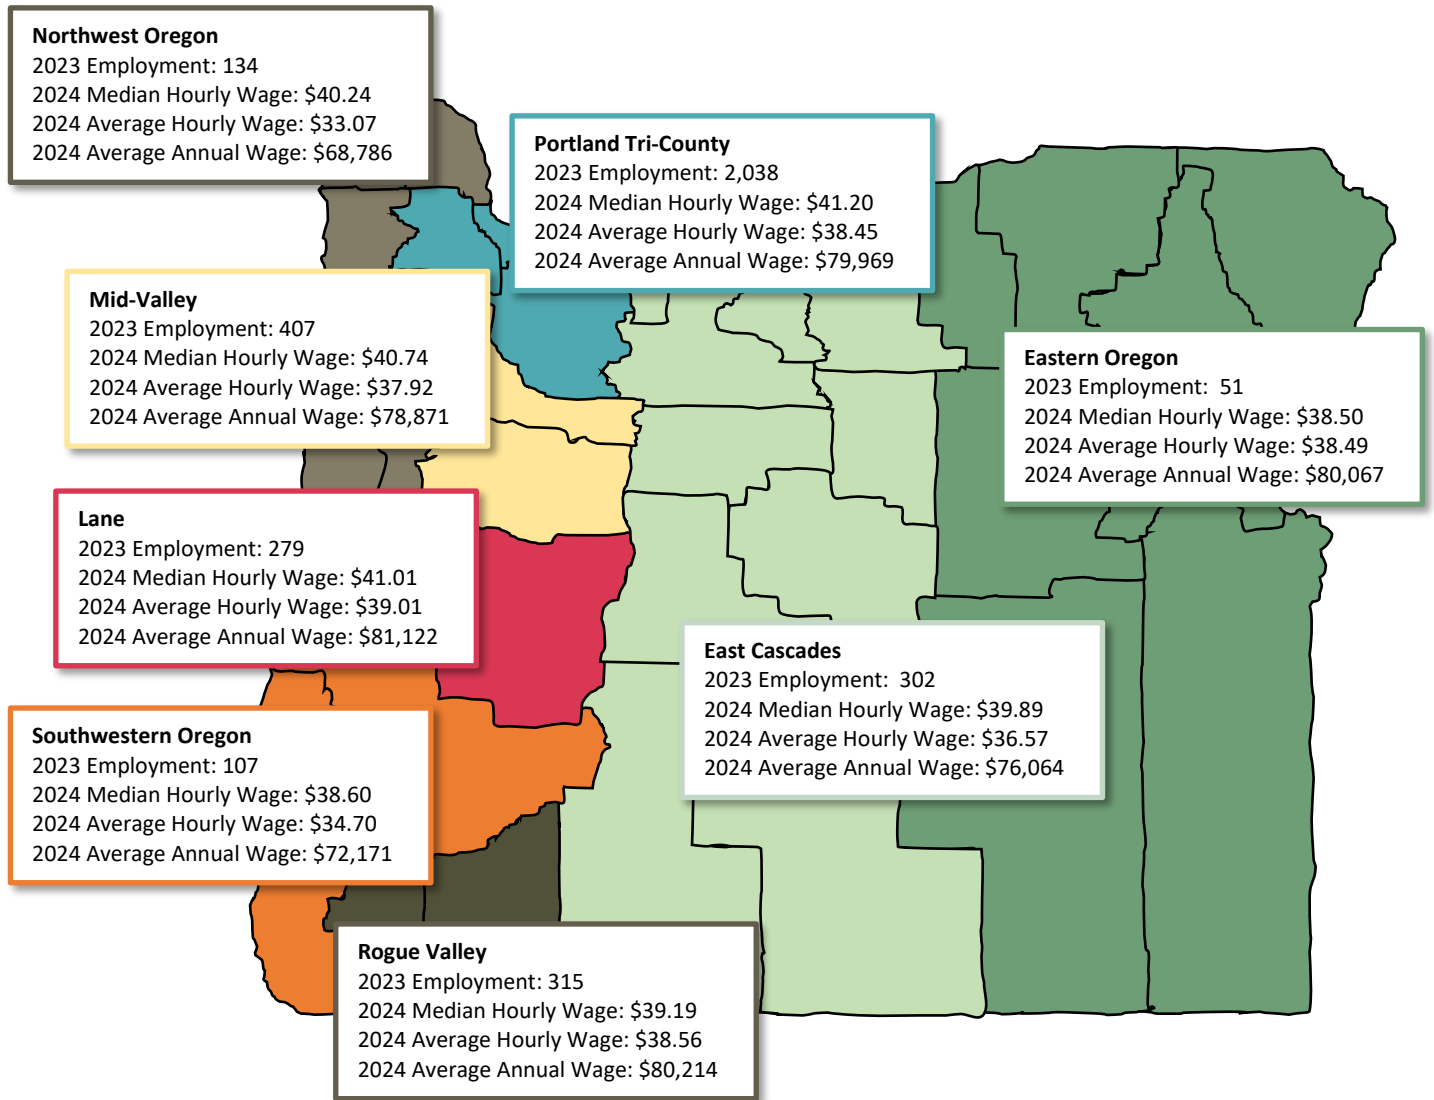 Northwest Oregon
2023 Employment: 134
2024 Median Hourly Wage: $40.24
2024 Average Hourly Wage: $33.07
2024 Average Annual Wage: $68,786
Portland Tri-County
2023 Employment: 2,038
2024 Median Hourly Wage: $41.20
2024 Average Hourly Wage: $38.45
2024 Average Annual Wage: $79,969
Mid-Valley
2023 Employment: 407
2024 Median Hourly Wage: $40.74
2024 Average Hourly Wage: $37.92
2024 Average Annual Wage: $78,871
Eastern Oregon
2023 Employment: 51
2024 Median Hourly Wage: $38.50
2024 Average Hourly Wage: $38.49
2024 Average Annual Wage: $80,067
Lane
2023 Employment: 279
2024 Median Hourly Wage: $41.01
2024 Average Hourly Wage: $39.01
2024 Average Annual Wage: $81,122
East Cascades
2023 Employment: 302
2024 Median Hourly Wage: $39.89
2024 Average Hourly Wage: $36.57
2024 Average Annual Wage: $76,064
Southwestern Oregon
2023 Employment: 107
2024 Median Hourly Wage: $38.60
2024 Average Hourly Wage: $34.70
2024 Average Annual Wage: $72,171
Rogue Valley
2023 Employment: 315
2024 Median Hourly Wage: $39.19
2024 Average Hourly Wage: $38.56
2024 Average Annual Wage: $80,214